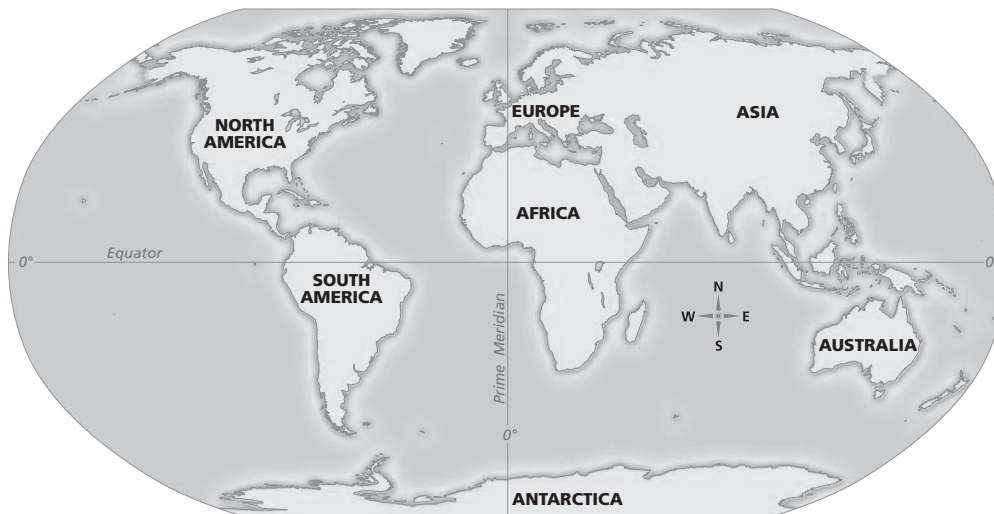 NORTH
AMERICA
EUROPE
ASIA
AFRICA
Equator
0°
0°
SOUTH
AMERICA
Prime Meridian
N
W
E
S
AUSTRALIA
0°
ANTARCTICA